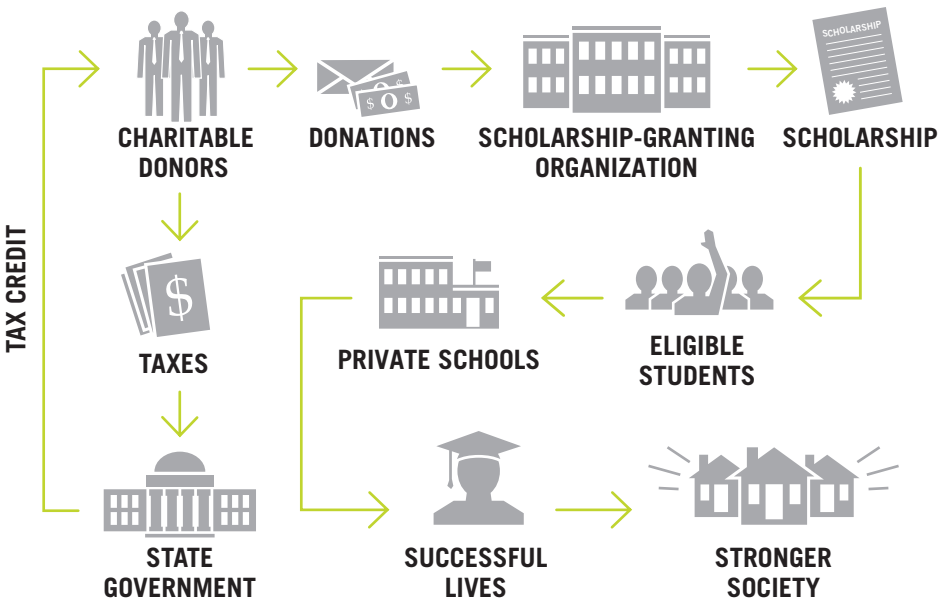 SCHOLARSHIP
CHARITABLE
DONORS
DONATIONS
SCHOLARSHIP-GRANTING
ORGANIZATION
SCHOLARSHIP
TAX CREDIT
$
TAXES
$ O $
PRIVATE SCHOOLS
ELIGIBLE
STUDENTS
STATE
GOVERNMENT
SUCCESSFUL
LIVES
STRONGER
SOCIETY